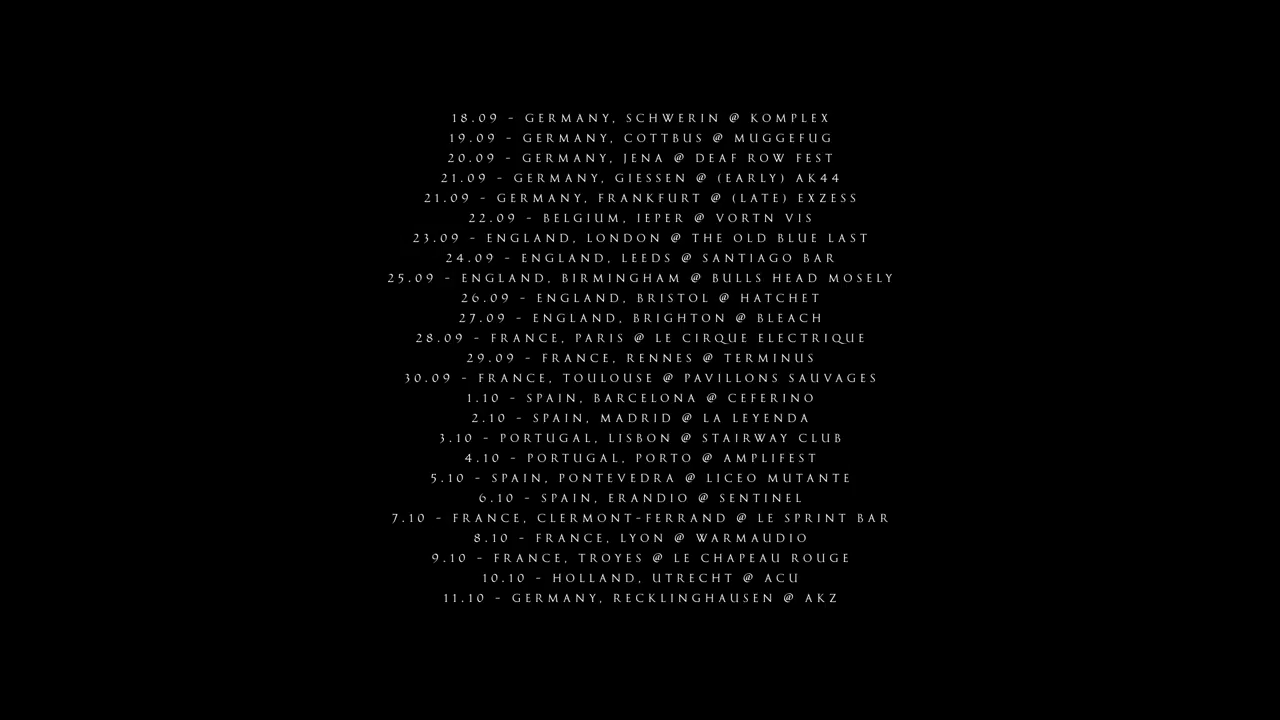 18.09 - GERMANY, SCHWERIN @ KOMPLEX
19.09 - GERMANY, COTTBUS @ MUGGEFUG
20.09 - GERMANY, JENA @ DEAF ROW FEST
21.09 - GERMANY, GIESSEN @ (EARLY) AK44
21.09 - GERMANY, FRANKFURT @ (LATE) EXZESS
22.09 - BELGIUM, IEPER @ VORTN VIS
23.09 - ENGLAND, LONDON @ THE OLD BLUE LAST
24.09 - ENGLAND, LEEDS @ SANTIAGO BAR
25.09 - ENGLAND, BIRMINGHAM @ BULLS HEAD MOSELY
26.09 - ENGLAND, BRISTOL @ HATCHET
27.09 - ENGLAND, BRIGHTON @ BLEACH
28.09 - FRANCE, PARIS @ LE CIRQUE ELECTRIQUE
29.09 - FRANCE, RENNES @ TERMINUS
30.09 - FRANCE, TOULOUSE @ PAVILLONS SAUVAGES
1.10 - SPAIN, BARCELONA @ CEFERINO
2.10 - SPAIN, MADRID @ LA LEYENDA
3.10 - PORTUGAL, LISBON @ STAIRWAY CLUB
4.10 - PORTUGAL, PORTO @ AMPLIFEST
5.10 - SPAIN, PONTEVEDRA @ LICEO MUTANTE
6.10 - SPAIN, ERANDIO @ SENTINEL
7.10 - FRANCE, CLERMONT-FERRAND @ LE SPRINT BAR
8.10 - FRANCE, LYON @ WARMAUDIO
9.10 - FRANCE, TROYES @ LE CHAPEAU ROUGE
10.10 - HOLLAND, UTRECHT @ ACU
11.10 - GERMANY, RECKLINGHAUSEN @ AKZ